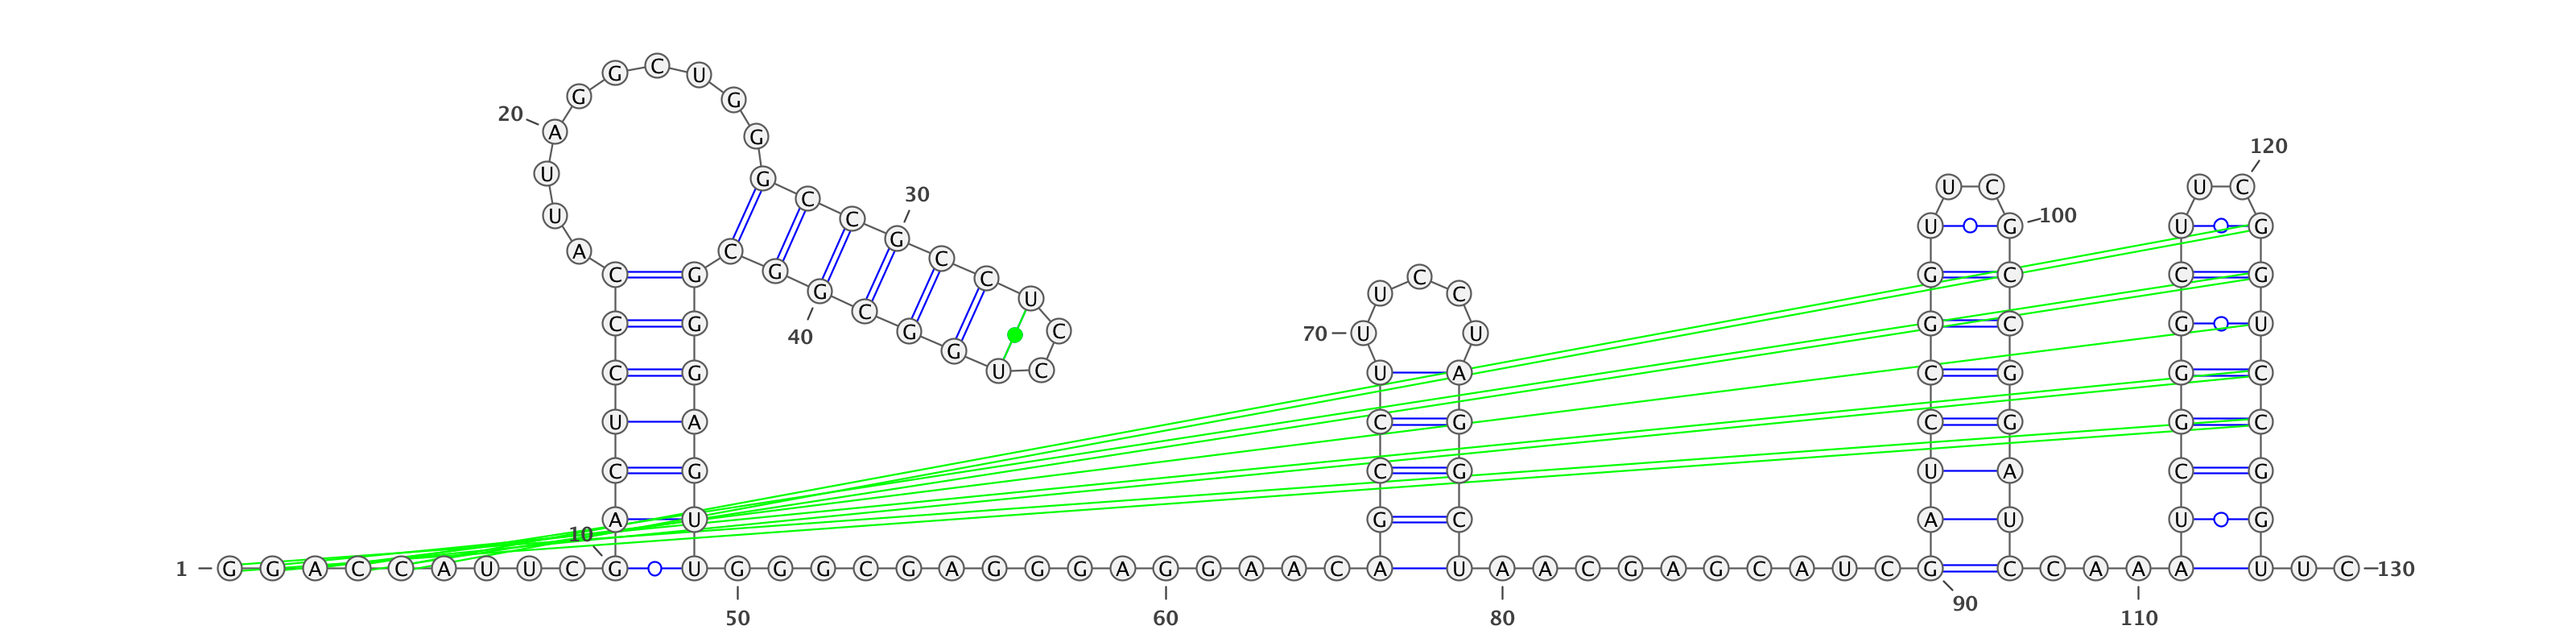 1
G G A C C A U U C G
10
A C U C C C A U U A
20
G G C U G G G C C G
30
C C U C C U G G C G
40
G C G G G A G U U G
50
G G C G A G G G A G
60
G A A C A G C C U U
70
U C C U A G G C U A
80
A C G A G C A U C G
90
A U C C G G U U C G
100
C C G G A U C C A A
110
A U C G G G C U U C
120
G G U C C G G U U C
130